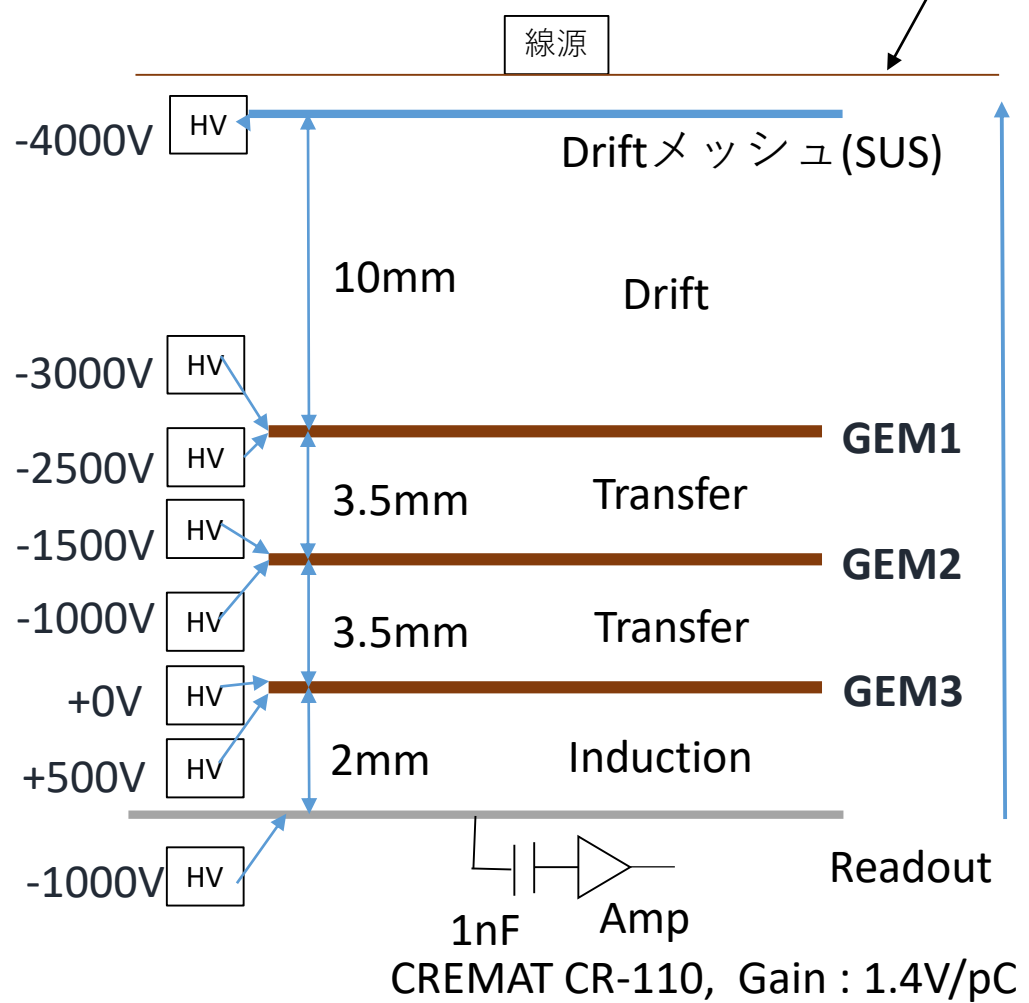 線源
-4000V HV
Driftメッシュ(SUS)
10mm Drift
-3000V HV
GEM1
-2500V HV
3.5mm Transfer
-1500V HV
GEM2
-1000V HV
3.5mm Transfer
+0V HV
GEM3
+500V HV
2mm Induction
-1000V HV
Readout
1nF Amp
CREMAT CR-110, Gain : 1.4V/pC